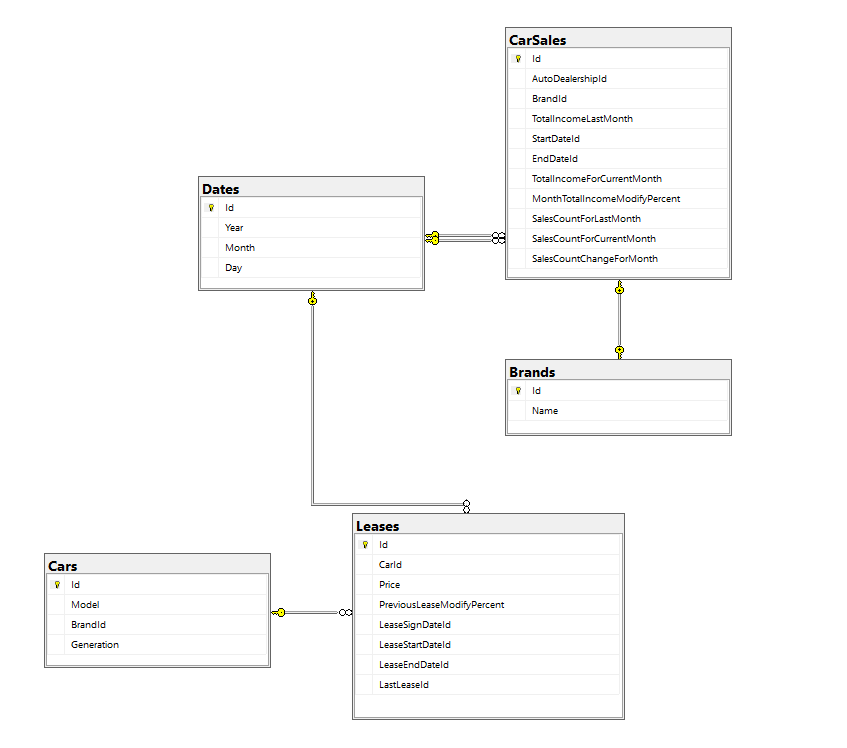 CarSales
Id
AutoDealershipId
BrandId
TotalIncomeLastMonth
StartDateId
EndDateId
TotalIncomeForCurrentMonth
MonthTotalIncomeModifyPercent
SalesCountForLastMonth
SalesCountForCurrentMonth
SalesCountChangeForMonth
Dates
Id
Year
Month
Day
Brands
Id
Name
Leases
Id
CarId
Price
PreviousLeaseModifyPercent
LeaseSignDateId
LeaseStartDateId
LeaseEndDateId
LastLeaseId
Cars
Id
Model
BrandId
Generation